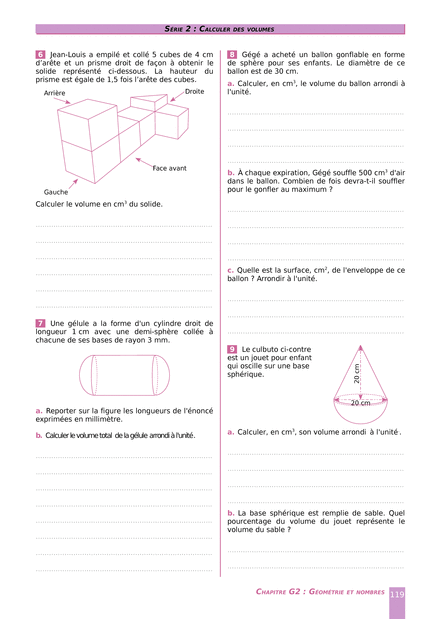 SÉRIE 2 : CALCULER DES VOLUMES
6 Jean-Louis a empilé et collé 5 cubes de 4 cm
d'arête et un prisme droit de façon à obtenir le
solide représenté ci-dessous. La hauteur du
prisme est égale de 1,5 fois l'arête des cubes.
Arrière
Droite
Face avant
Gauche
Calculer le volume en cm³ du solide.
7 Une gélule a la forme d'un cylindre droit de
longueur 1 cm avec une demi-sphère collée à
chacune de ses bases de rayon 3 mm.
a. Reporter sur la figure les longueurs de l'énoncé
exprimées en millimètre.
b. Calculer le volume total de la gélule arrondi à l'unité.
8 Gégé a acheté un ballon gonflable en forme
de sphère pour ses enfants. Le diamètre de ce
ballon est de 30 cm.
a. Calculer, en cm³, le volume du ballon arrondi à
l'unité.
b. À chaque expiration, Gégé souffle 500 cm³ d'air
dans le ballon. Combien de fois devra-t-il souffler
pour le gonfler au maximum ?
c. Quelle est la surface, cm², de l'enveloppe de ce
ballon ? Arrondir à l'unité.
9 Le culbuto ci-contre
est un jouet pour enfant
qui oscille sur une base
sphérique.
20 cm
20 cm
a. Calculer, en cm³, son volume arrondi à l'unité.
b. La base sphérique est remplie de sable. Quel
pourcentage du volume du jouet représente le
volume du sable ?
CHAPITRE G2 : GÉOMÉTRIE ET NOMBRES 119